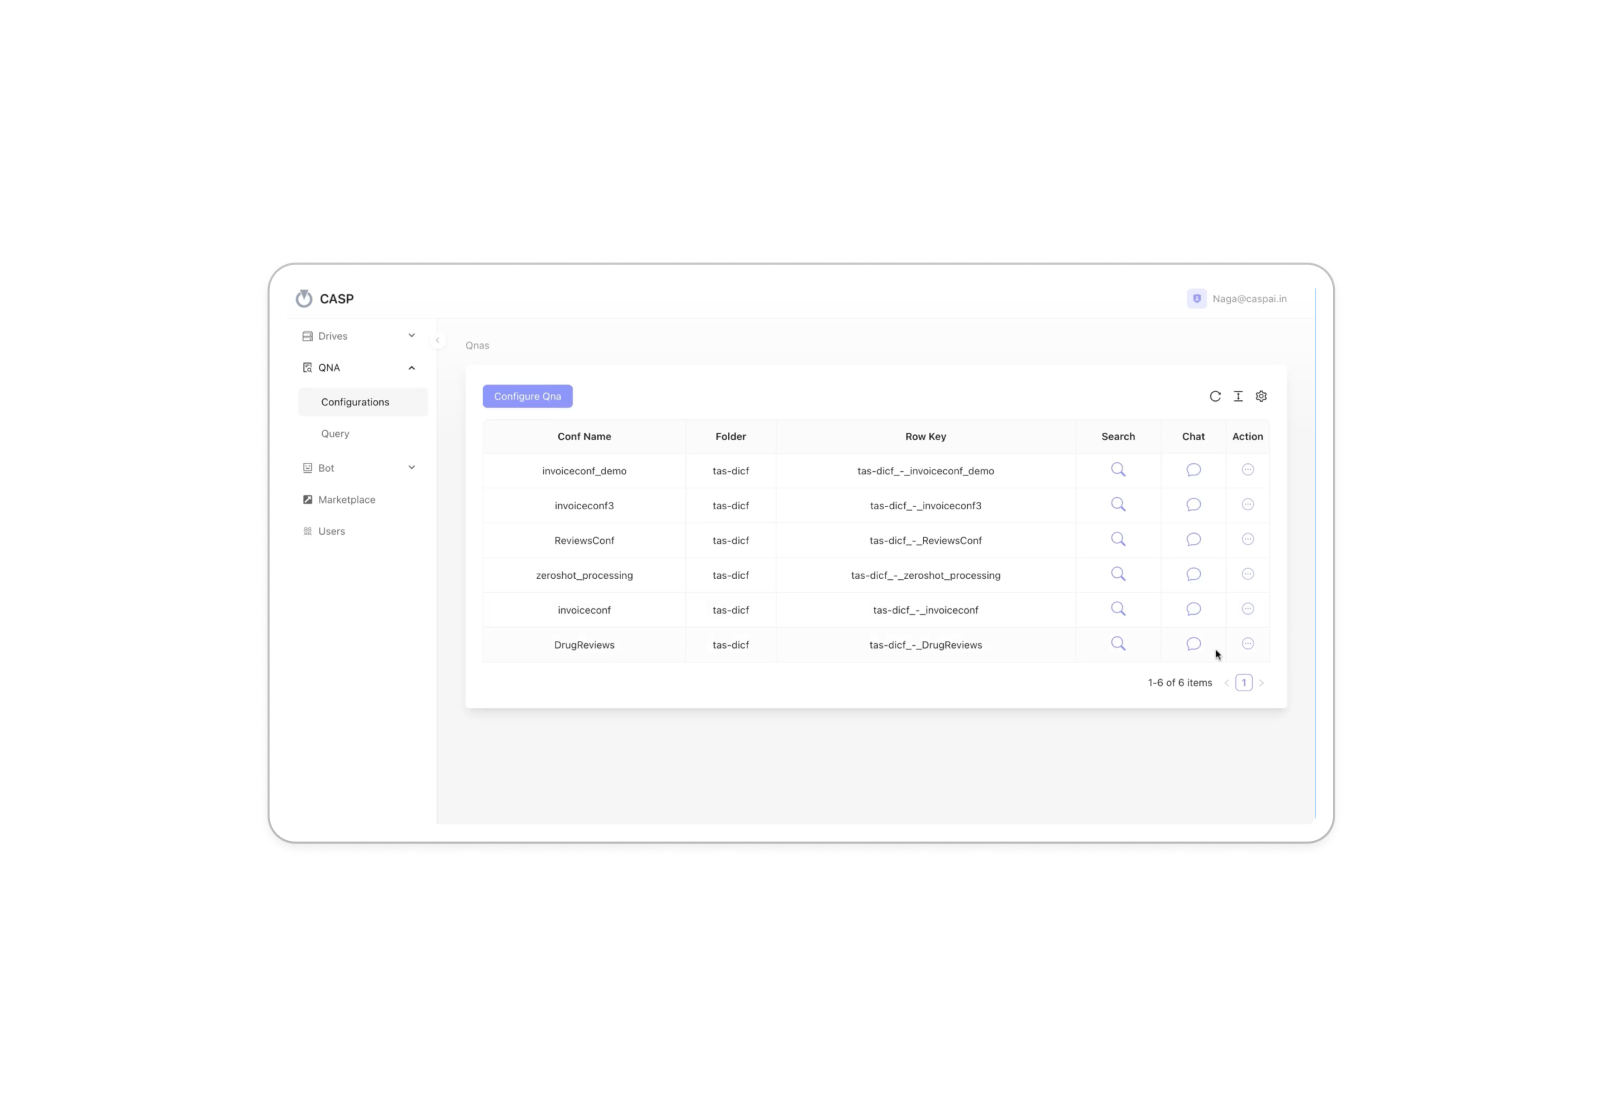 CASP
Naga@caspai.in
Drives
QNA
Configurations
Query
Bot
Marketplace
Users
Qnas
Configure Qna
Conf Name Folder Row Key Search Chat Action
invoiceconf_demo tas-dicf tas-dicf_-_invoiceconf_demo
invoiceconf3 tas-dicf tas-dicf_-_invoiceconf3
ReviewsConf tas-dicf tas-dicf_-_ReviewsConf
zeroshot_processing tas-dicf tas-dicf_-_zeroshot_processing
invoiceconf tas-dicf tas-dicf_-_invoiceconf
DrugReviews tas-dicf tas-dicf_-_DrugReviews
1-6 of 6 items < 1 >